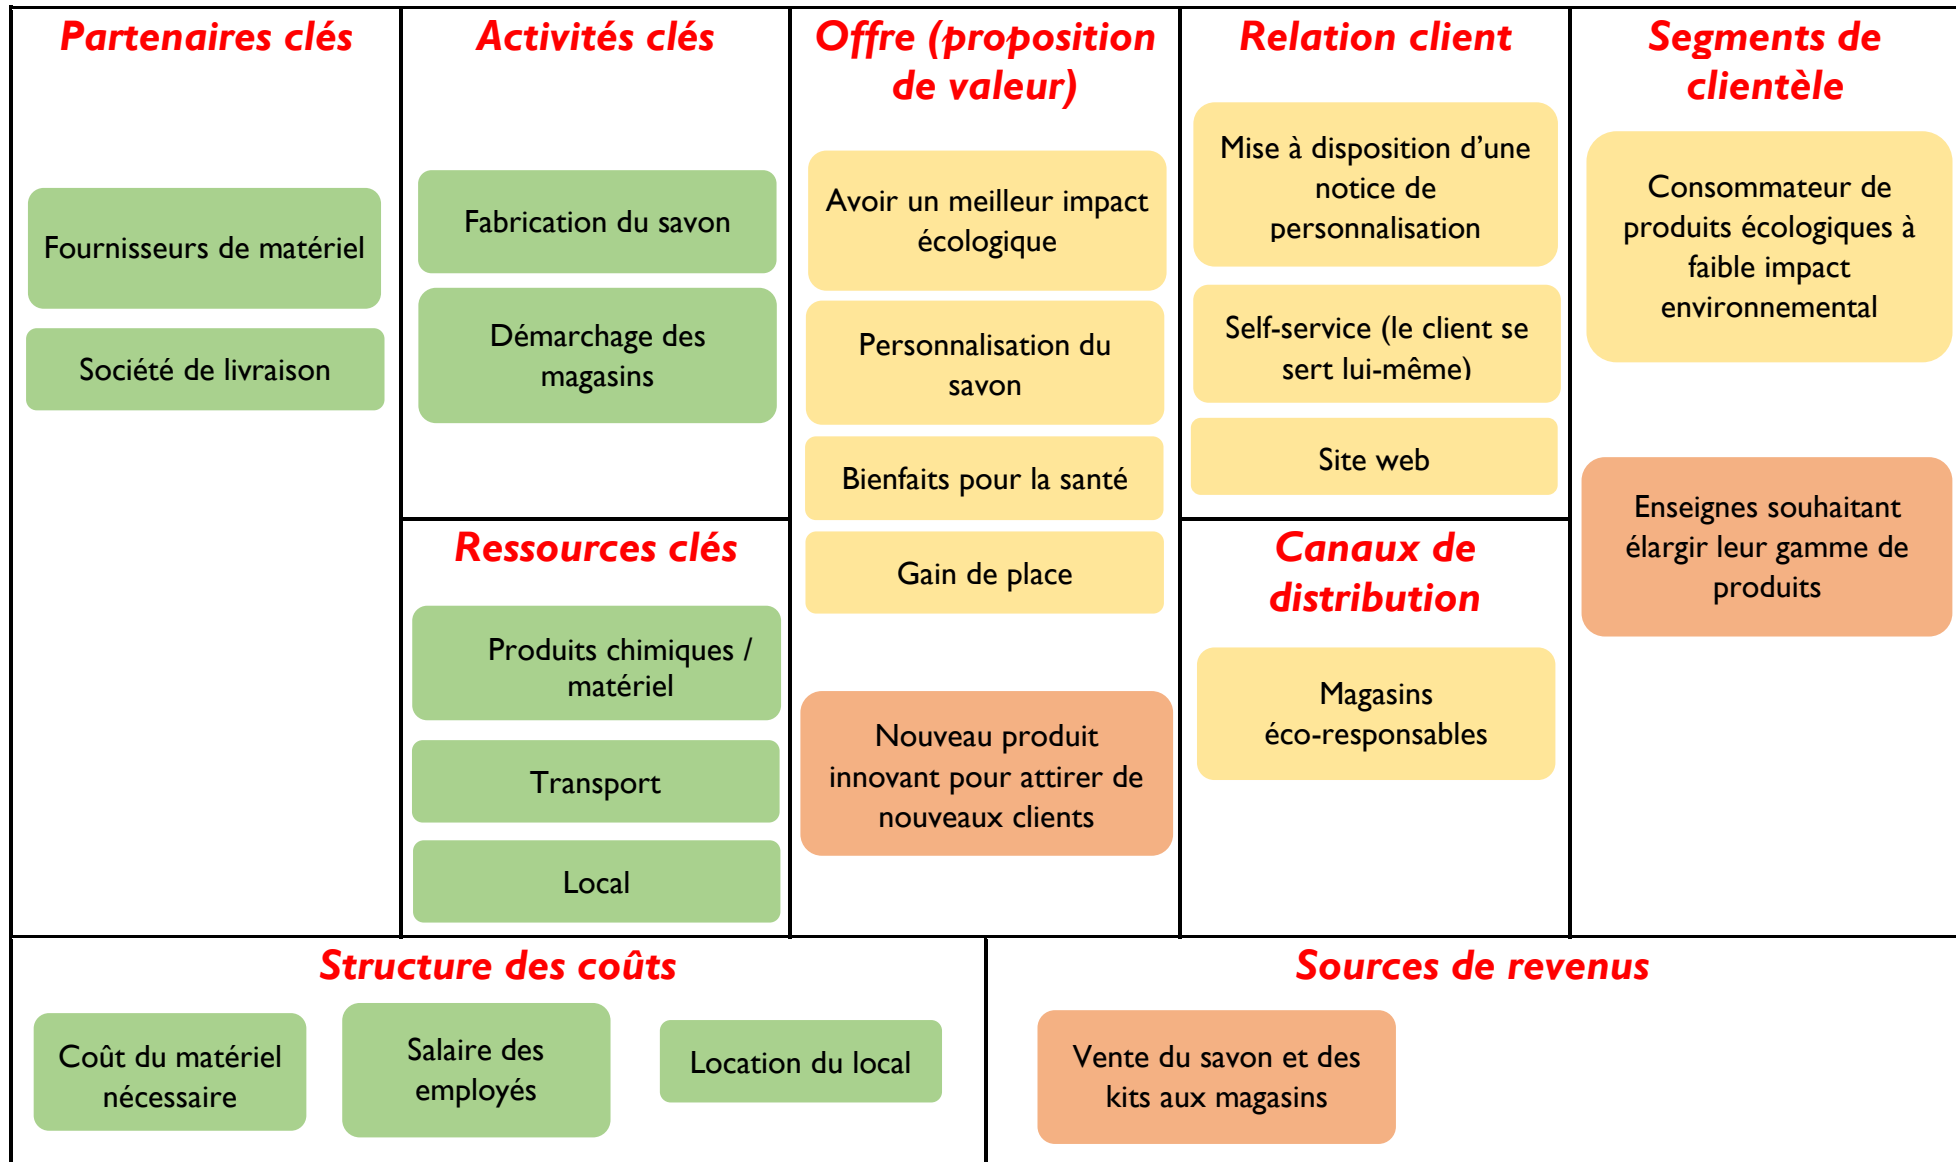 Partenaires clés
Fournisseurs de matériel
Société de livraison
Activités clés
Fabrication du savon
Démarchage des
magasins
Ressources clés
Produits chimiques /
matériel
Transport
Local
Offre (proposition
de valeur)
Avoir un meilleur impact
écologique
Personnalisation du
savon
Bienfaits pour la santé
Gain de place
Nouveau produit
innovant pour attirer de
nouveaux clients
Relation client
Mise à disposition d’une
notice de
personnalisation
Self-service (le client se
sert lui-même)
Site web
Canaux de
distribution
Magasins
éco-responsables
Segments de
clientèle
Consommateur de
produits écologiques à
faible impact
environnemental
Enseignes souhaitant
élargir leur gamme de
produits
Structure des coûts
Coût du matériel
nécessaire
Salaire des
employés
Location du local
Sources de revenus
Vente du savon et des
kits aux magasins